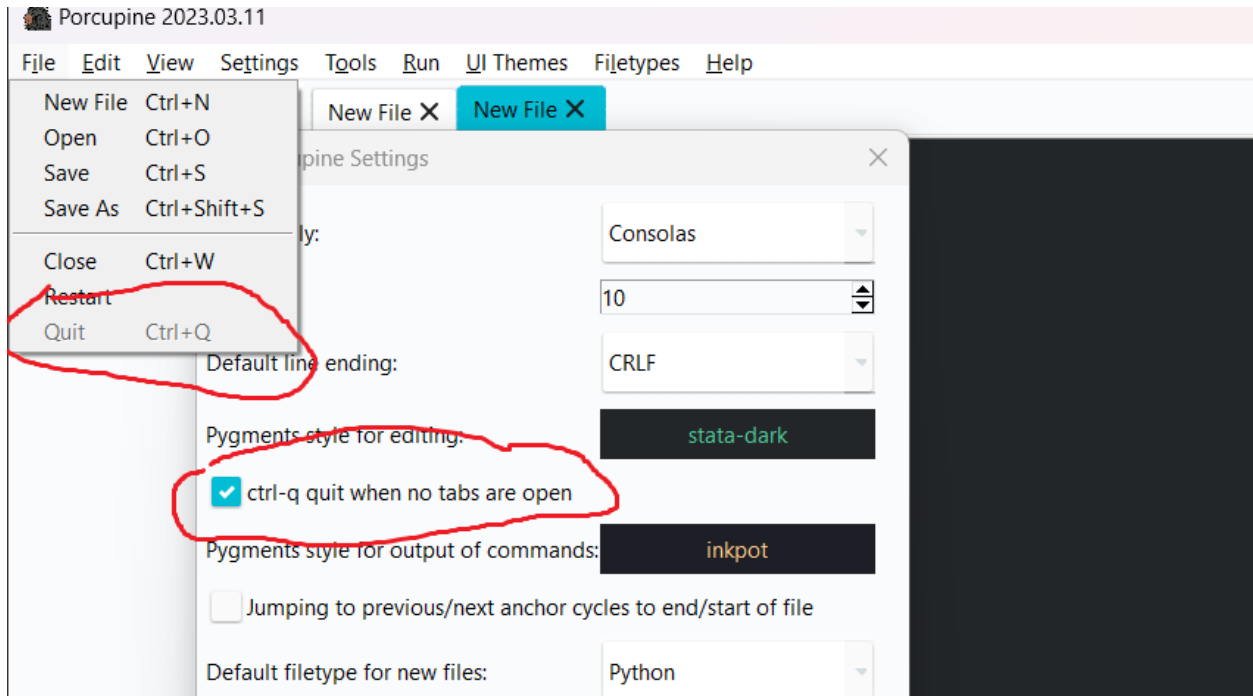 Porcupine 2023.03.11
File Edit View Settings Tools Run UI Themes Filetypes Help
New File Ctrl+N
Open Ctrl+O
Save Ctrl+S
Save As Ctrl+Shift+S
Close Ctrl+W
Restart
Quit Ctrl+Q
New File
New File
upine Settings
ly:
Consolas
10
Default line ending:
CRLF
Pygments style for editing:
stata-dark
ctrl-q quit when no tabs are open
Pygments style for output of commands:
inkpot
Jumping to previous/next anchor cycles to end/start of file
Default filetype for new files:
Python